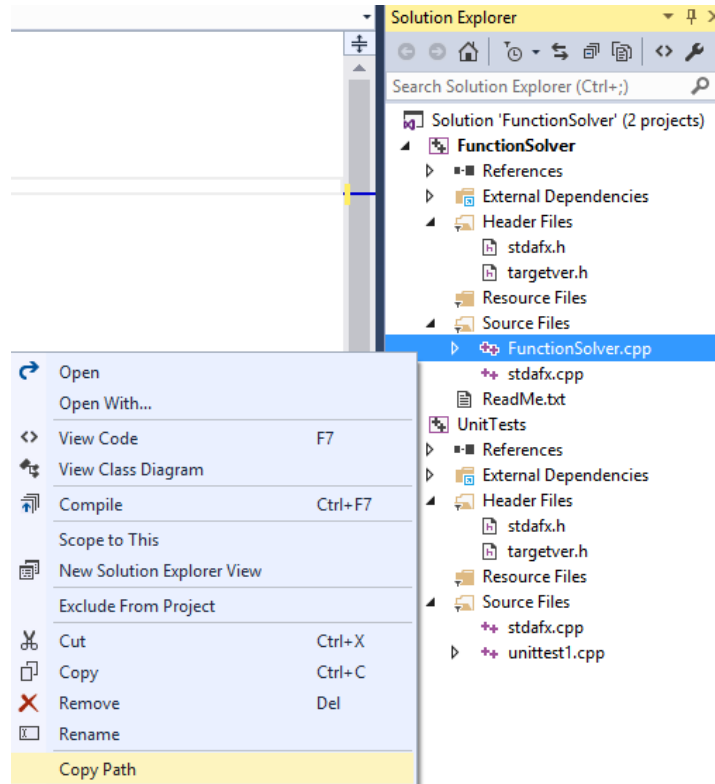 Solution Explorer
Search Solution Explorer (Ctrl+;)
Solution 'FunctionSolver' (2 projects)
FunctionSolver
References
External Dependencies
Header Files
stdafx.h
targetver.h
Resource Files
Source Files
FunctionSolver.cpp
stdafx.cpp
ReadMe.txt
UnitTests
References
External Dependencies
Header Files
stdafx.h
targetver.h
Resource Files
Source Files
stdafx.cpp
unittest1.cpp
Open
Open With...
View Code F7
View Class Diagram
Compile Ctrl+F7
Scope to This
New Solution Explorer View
Exclude From Project
Cut Ctrl+X
Copy Ctrl+C
Remove Del
Rename
Copy Path